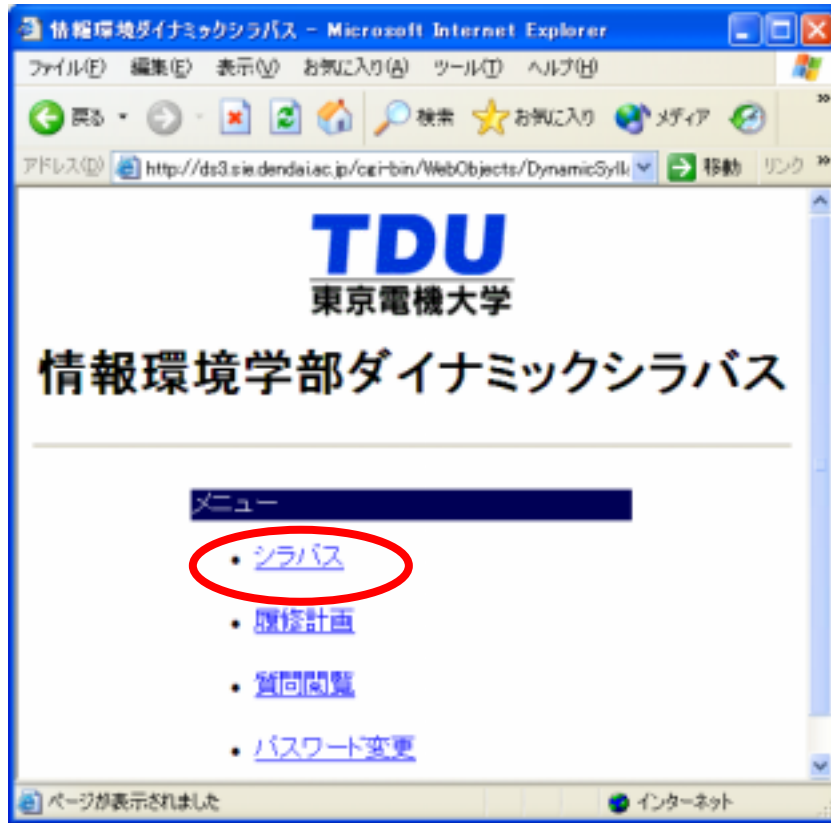 情報環境ダイナミックシラバス - Microsoft Internet Explorer
ファイル(F) 編集(E) 表示(V) お気に入り(A) ツール(T) ヘルプ(H)
戻る 検索 お気に入り メディア »
アドレス(D) http://ds3.sie.dendai.ac.jp/cgi-bin/WebObjects/DynamicSylla 移動 リンク »
TDU
東京電機大学
情報環境学部ダイナミックシラバス
メニュー
• シラバス
• 履修計画
• 質問閲覧
• パスワード変更
ページが表示されました インターネット